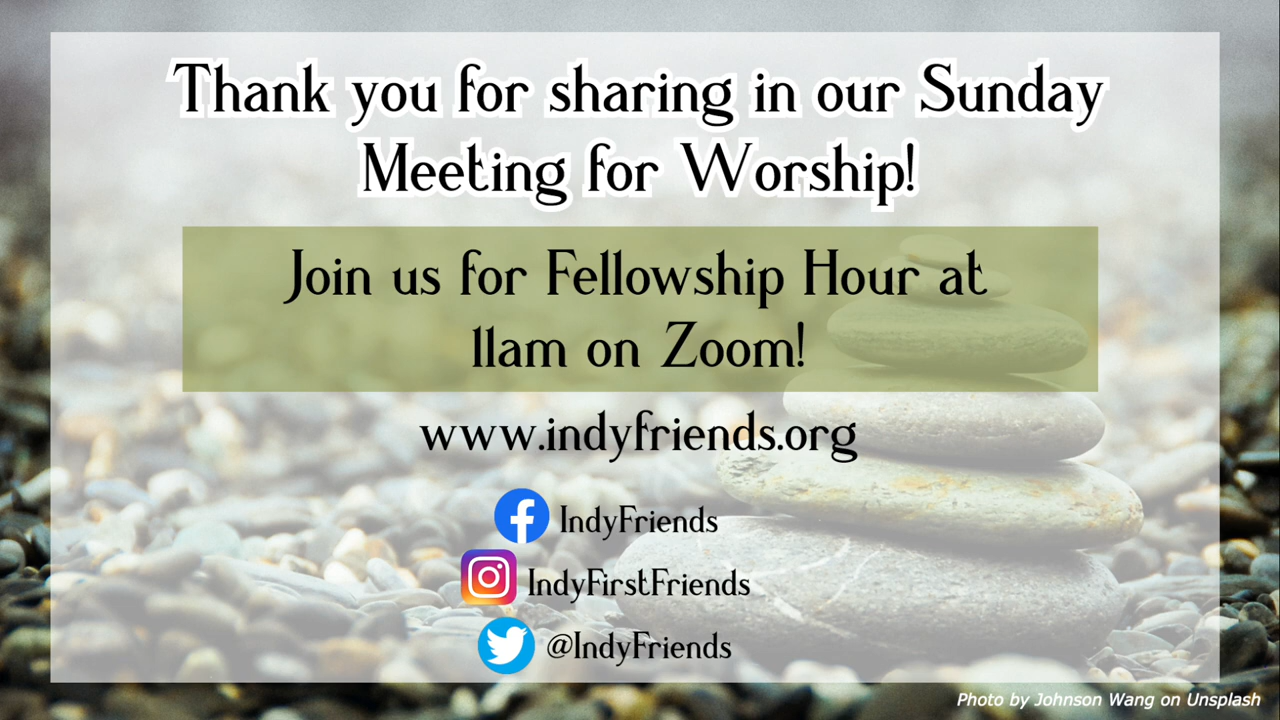 Thank you for sharing in our Sunday
Meeting for Worship!
Join us for Fellowship Hour at
11am on Zoom!
www.indyfriends.org
IndyFriends
IndyFirstFriends
@IndyFriends
Photo by Johnson Wang on Unsplash